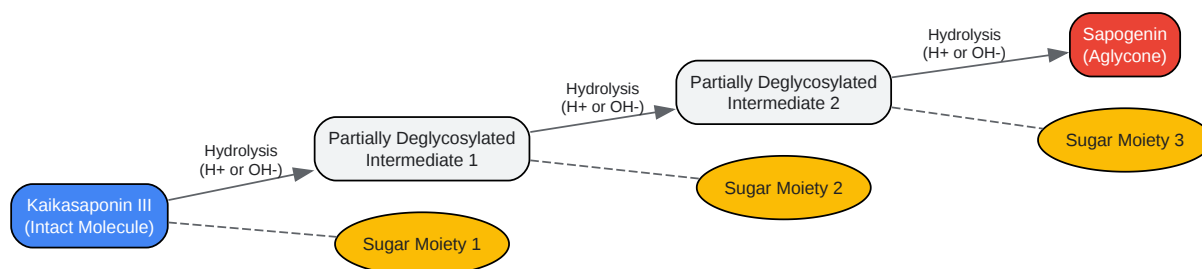 Kaikasaponin III
(Intact Molecule)
Hydrolysis
(H+ or OH-)
Sugar Moiety 1
Partially Deglycosylated
Intermediate 1
Hydrolysis
(H+ or OH-)
Sugar Moiety 2
Partially Deglycosylated
Intermediate 2
Hydrolysis
(H+ or OH-)
Sugar Moiety 3
Sapogenin
(Aglycone)